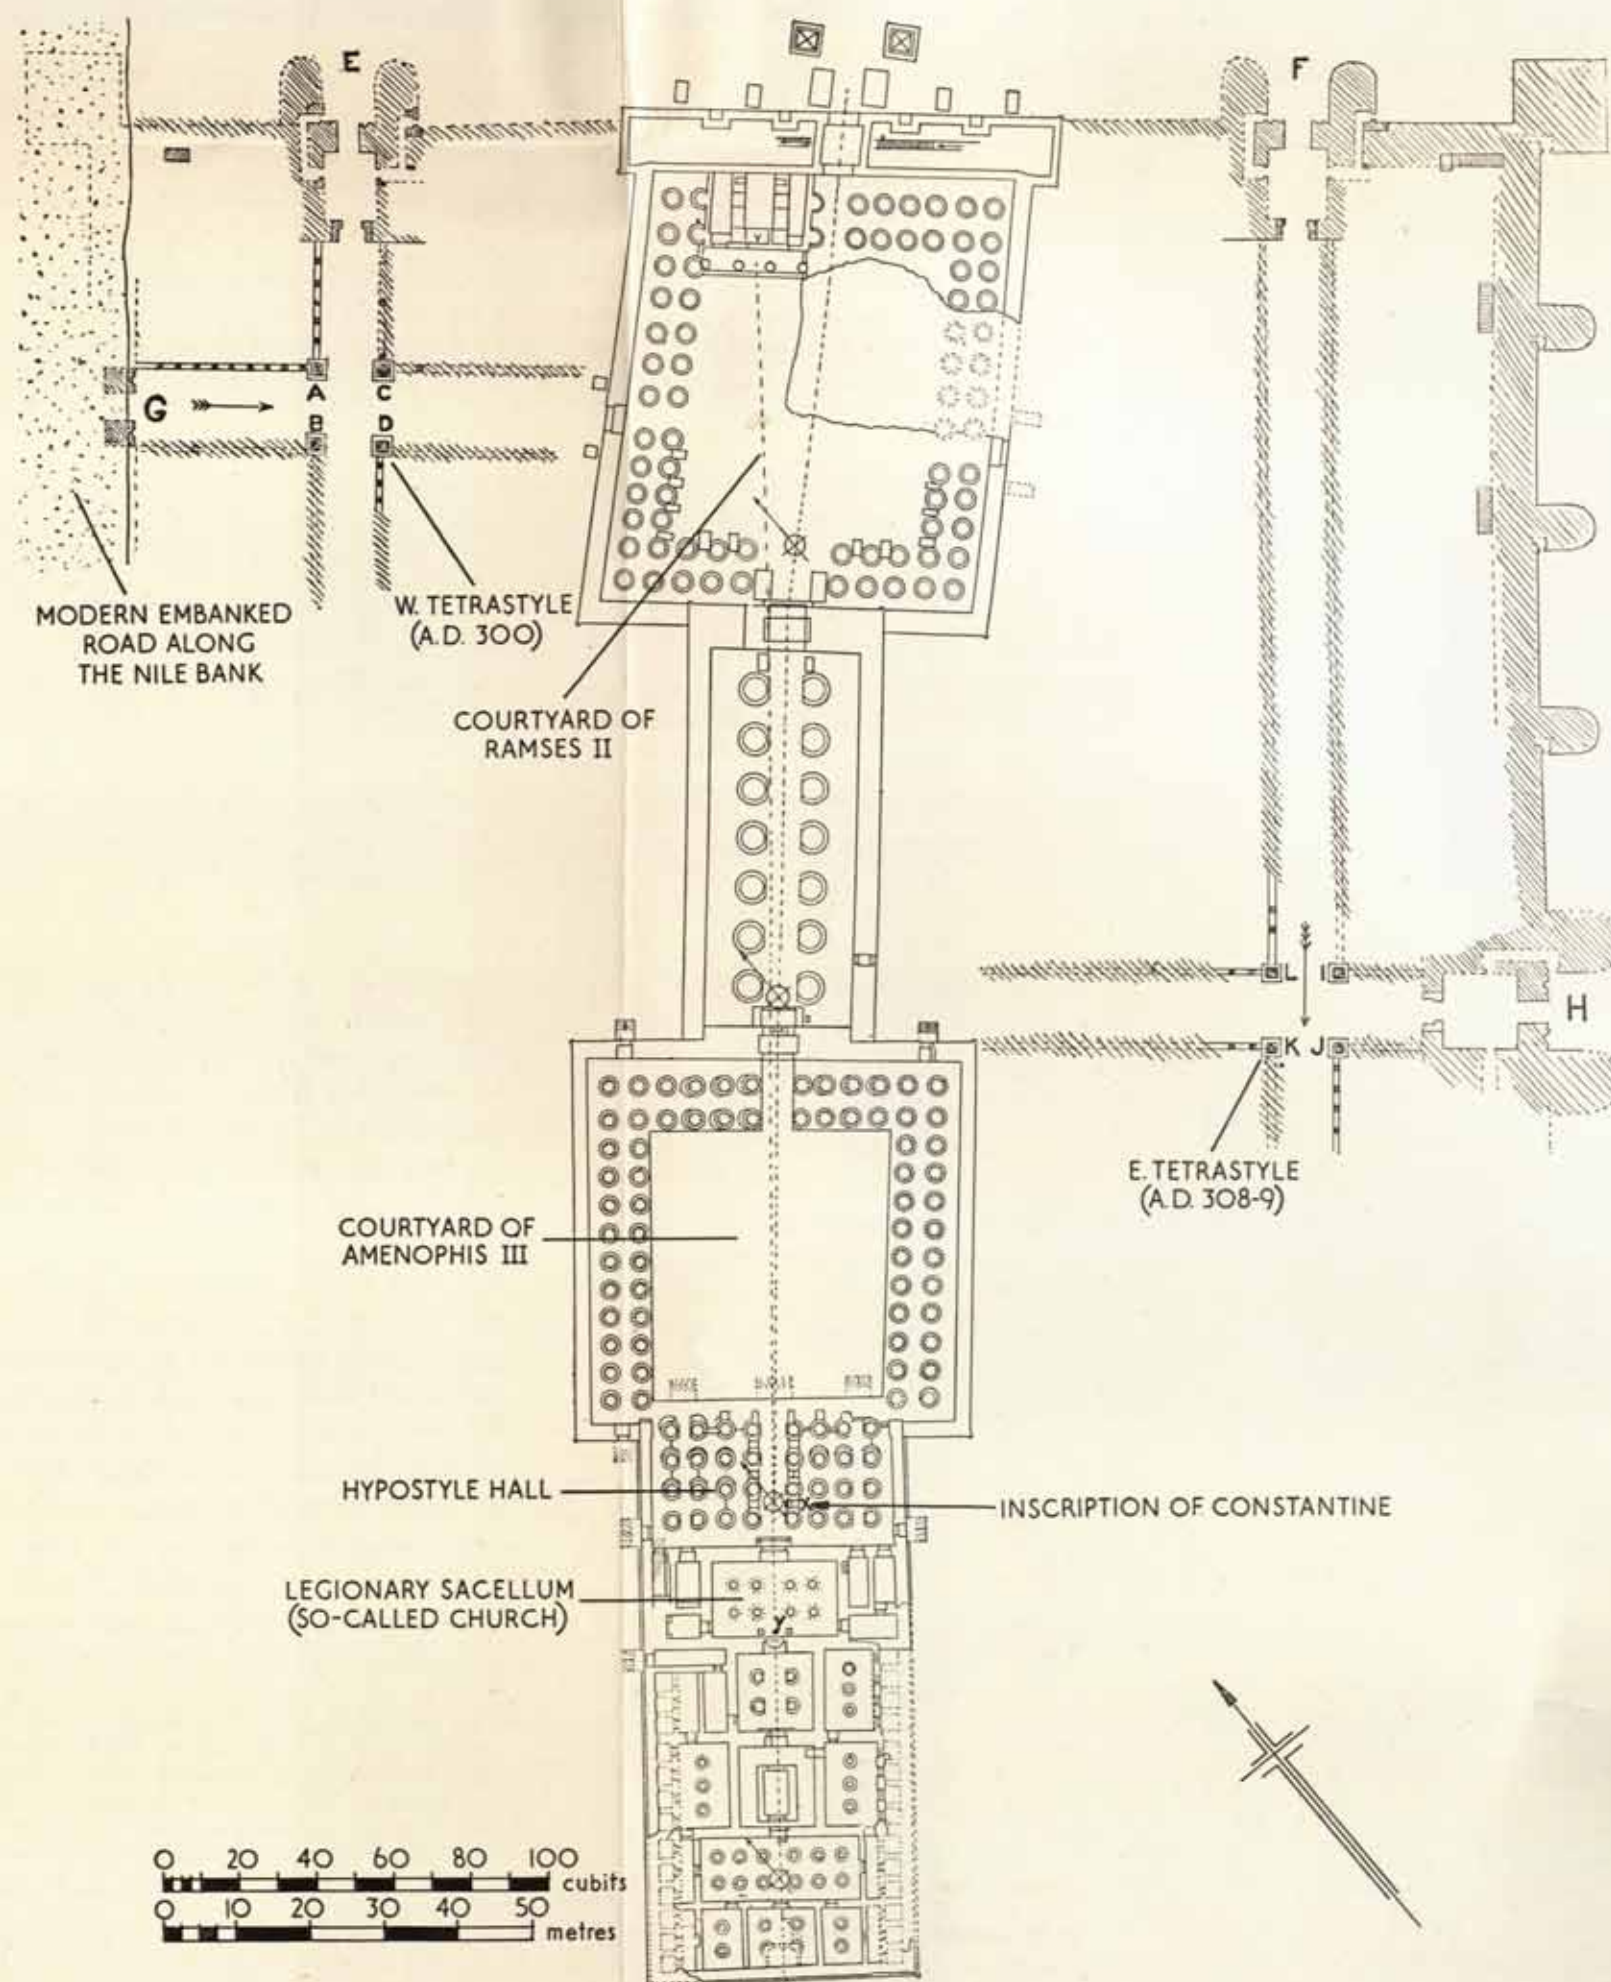 E
F
G
A
C
B
D
MODERN EMBANKED
ROAD ALONG
THE NILE BANK
W. TETRASTYLE
(A.D. 300)
COURTYARD OF
RAMSES II
L I
H
K J
E. TETRASTYLE
(A.D. 308-9)
COURTYARD OF
AMENOPHIS III
HYPOSTYLE HALL
X
INSCRIPTION OF CONSTANTINE
LEGIONARY SACELLUM
(SO-CALLED CHURCH)
Y
0 20 40 60 80 100
cubits
0 10 20 30 40 50
metres